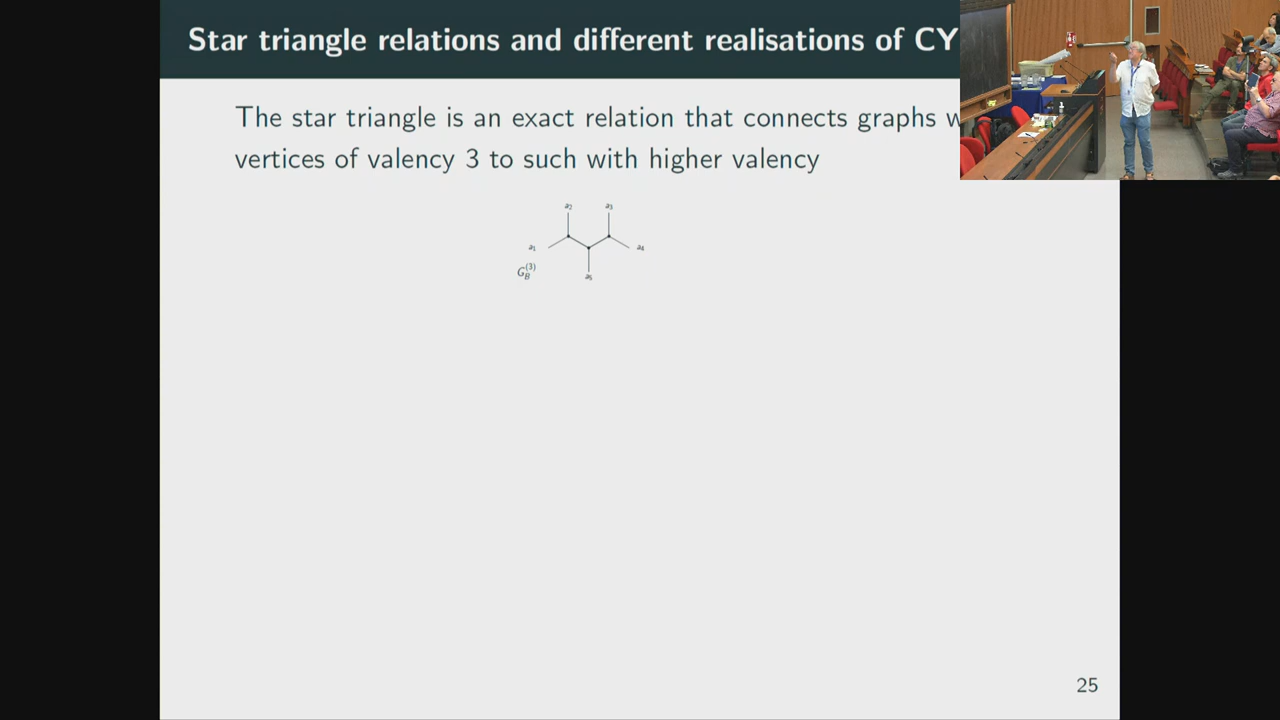 Star triangle relations and different realisations of CY
The star triangle is an exact relation that connects graphs w
vertices of valency 3 to such with higher valency
a₂ a₃
a₁ a₄
G_B^{(3)} a₅
25